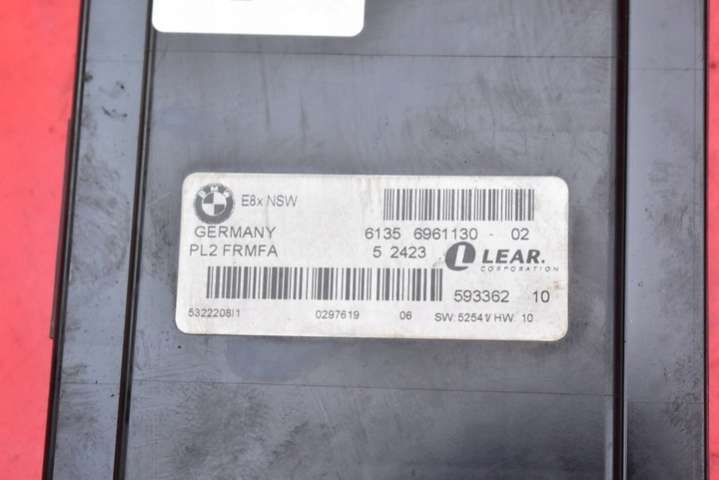 BMW
E8x NSW
GERMANY 6135 6961130 - 02
PL2 FRMFA 5 2423 LEAR.
CORPORATION
593362 10
5322208I1 0297619 06 SW: 52541/ HW: 10